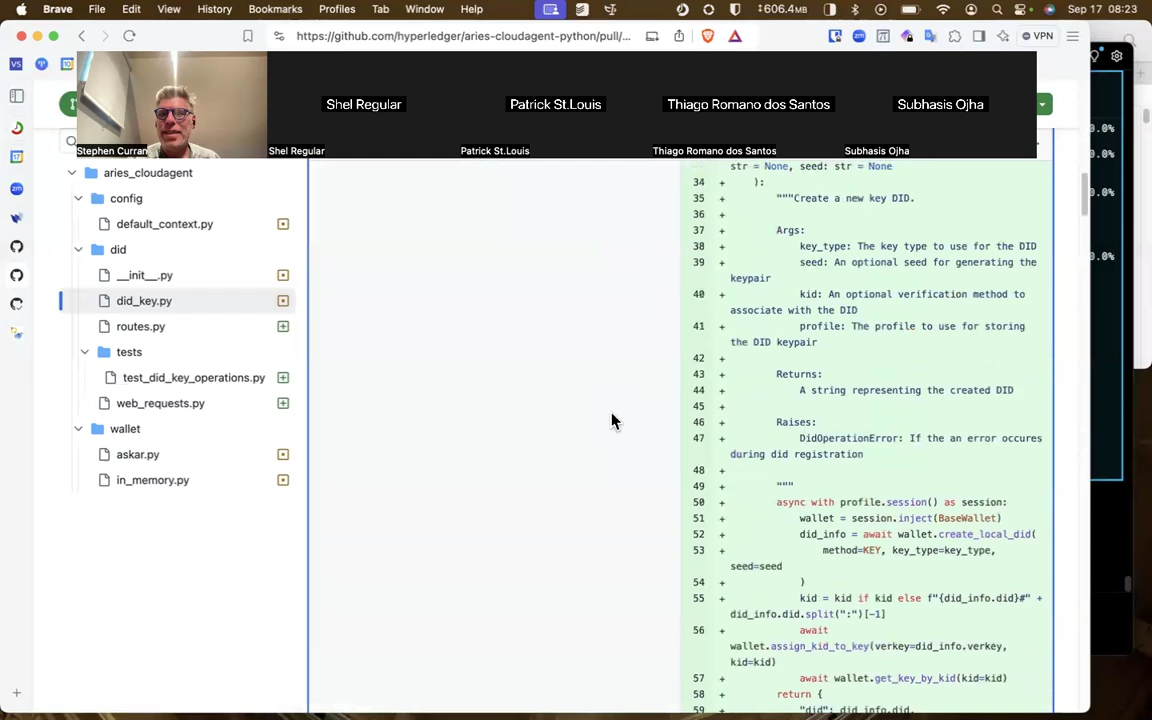 Brave File Edit View History Bookmarks Profiles Tab Window Help 606.4MB Sep 17 08:23
https://github.com/hyperledger/aries-cloudagent-python/pull/... VPN
Stephen Curran
Shel Regular
Shel Regular
Patrick St.Louis
Patrick St.Louis
Thiago Romano dos Santos
Thiago Romano dos Santos
Subhasis Ojha
Subhasis Ojha
aries_cloudagent
config
default_context.py
did
__init__.py
did_key.py
routes.py
tests
test_did_key_operations.py
web_requests.py
wallet
askar.py
in_memory.py
str = None, seed: str = None
34 + ):
35 + """Create a new key DID.
36 +
37 + Args:
38 + key_type: The key type to use for the DID
39 + seed: An optional seed for generating the
keypair
40 + kid: An optional verification method to
associate with the DID
41 + profile: The profile to use for storing
the DID keypair
42 +
43 + Returns:
44 + A string representing the created DID
45 +
46 + Raises:
47 + DidOperationError: If the an error occures
during did registration
48 +
49 + """
50 + async with profile.session() as session:
51 + wallet = session.inject(BaseWallet)
52 + did_info = await wallet.create_local_did(
53 + method=KEY, key_type=key_type,
seed=seed
54 + )
55 + kid = kid if kid else f"{did_info.did}#" +
did_info.did.split(":")[-1]
56 + await
wallet.assign_kid_to_key(verkey=did_info.verkey,
kid=kid)
57 + await wallet.get_key_by_kid(kid=kid)
58 + return {
59 + "did": did_info.did,